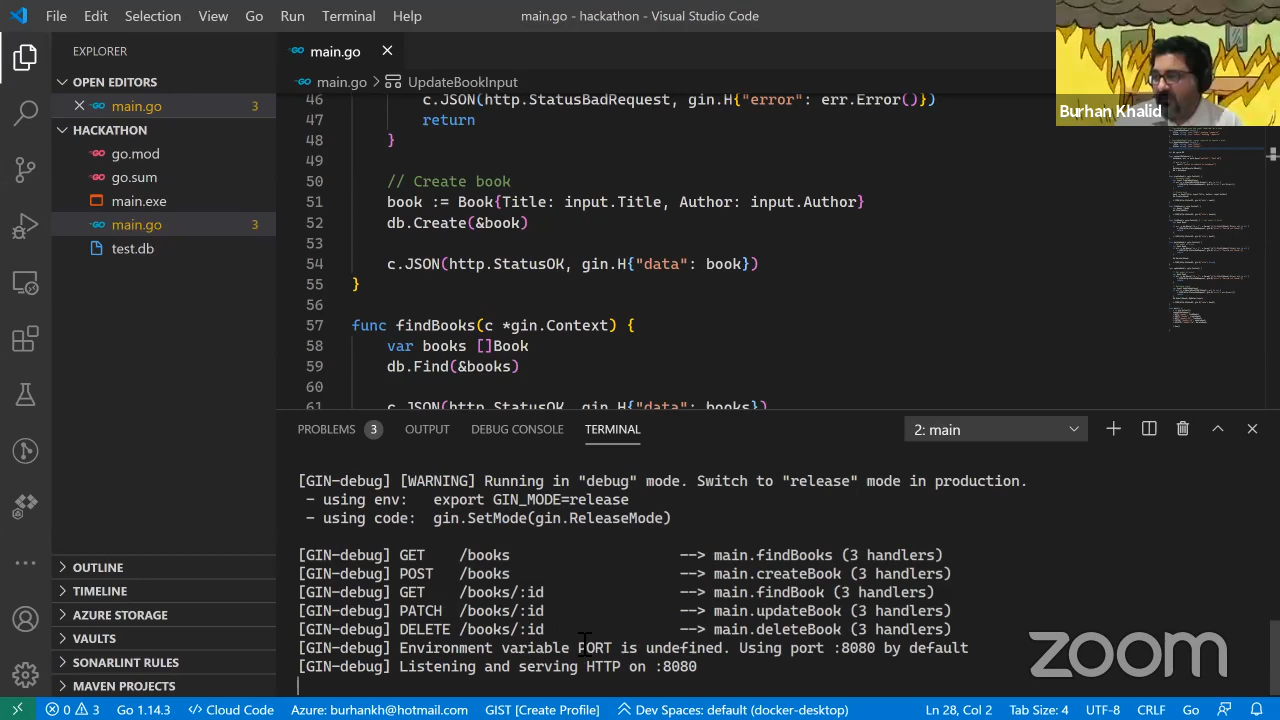 File Edit Selection View Go Run Terminal Help
main.go - hackathon - Visual Studio Code
Burhan Khalid
EXPLORER
OPEN EDITORS
main.go 3
HACKATHON
go.mod
go.sum
main.exe
main.go 3
test.db
OUTLINE
TIMELINE
AZURE STORAGE
VAULTS
SONARLINT RULES
MAVEN PROJECTS
main.go
main.go > UpdateBookInput
46 c.JSON(http.StatusBadRequest, gin.H{"error": err.Error()})
47 return
48 }
49
50 // Create book
51 book := Book{Title: input.Title, Author: input.Author}
52 db.Create(&book)
53
54 c.JSON(http.StatusOK, gin.H{"data": book})
55 }
56
57 func findBooks(c *gin.Context) {
58 var books []Book
59 db.Find(&books)
60
61 c.JSON(http.StatusOK, gin.H{"data": books})
PROBLEMS 3 OUTPUT DEBUG CONSOLE TERMINAL 2: main
[GIN-debug] [WARNING] Running in "debug" mode. Switch to "release" mode in production.
- using env: export GIN_MODE=release
- using code: gin.SetMode(gin.ReleaseMode)
[GIN-debug] GET /books --> main.findBooks (3 handlers)
[GIN-debug] POST /books --> main.createBook (3 handlers)
[GIN-debug] GET /books/:id --> main.findBook (3 handlers)
[GIN-debug] PATCH /books/:id --> main.updateBook (3 handlers)
[GIN-debug] DELETE /books/:id --> main.deleteBook (3 handlers)
[GIN-debug] Environment variable PORT is undefined. Using port :8080 by default
[GIN-debug] Listening and serving HTTP on :8080
zoom
0 3 Go 1.14.3 Cloud Code Azure: burhankh@hotmail.com GIST [Create Profile] Dev Spaces: default (docker-desktop) Ln 28, Col 2 Tab Size: 4 UTF-8 CRLF Go